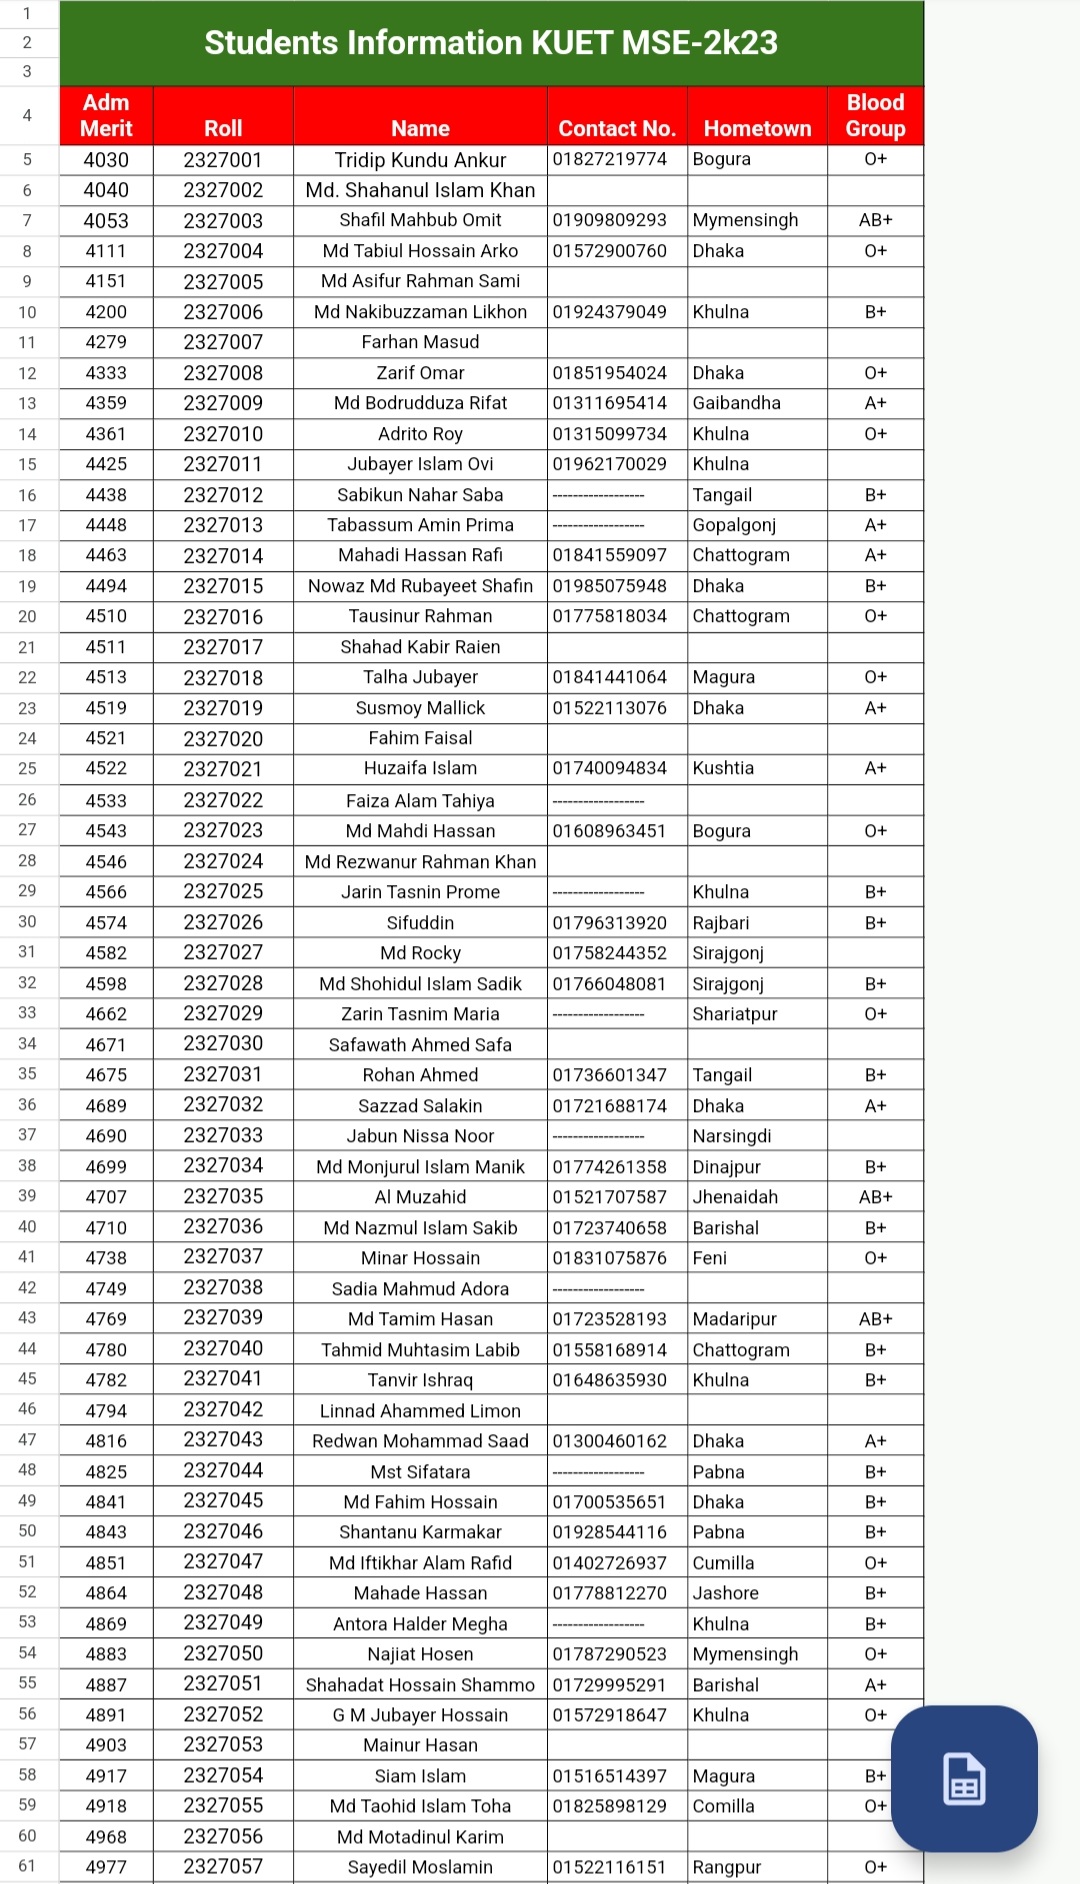 1
2
3
Students Information KUET MSE-2k23
4 Adm Merit Roll Name Contact No. Hometown Blood Group
5 4030 2327001 Tridip Kundu Ankur 01827219774 Bogura O+
6 4040 2327002 Md. Shahanul Islam Khan
7 4053 2327003 Shafil Mahbub Omit 01909809293 Mymensingh AB+
8 4111 2327004 Md Tabiul Hossain Arko 01572900760 Dhaka O+
9 4151 2327005 Md Asifur Rahman Sami
10 4200 2327006 Md Nakibuzzaman Likhon 01924379049 Khulna B+
11 4279 2327007 Farhan Masud
12 4333 2327008 Zarif Omar 01851954024 Dhaka O+
13 4359 2327009 Md Bodrudduza Rifat 01311695414 Gaibandha A+
14 4361 2327010 Adrito Roy 01315099734 Khulna O+
15 4425 2327011 Jubayer Islam Ovi 01962170029 Khulna
16 4438 2327012 Sabikun Nahar Saba ------------------ Tangail B+
17 4448 2327013 Tabassum Amin Prima ------------------ Gopalgonj A+
18 4463 2327014 Mahadi Hassan Rafi 01841559097 Chattogram A+
19 4494 2327015 Nowaz Md Rubayeet Shafin 01985075948 Dhaka B+
20 4510 2327016 Tausinur Rahman 01775818034 Chattogram O+
21 4511 2327017 Shahad Kabir Raien
22 4513 2327018 Talha Jubayer 01841441064 Magura O+
23 4519 2327019 Susmoy Mallick 01522113076 Dhaka A+
24 4521 2327020 Fahim Faisal
25 4522 2327021 Huzaifa Islam 01740094834 Kushtia A+
26 4533 2327022 Faiza Alam Tahiya ------------------
27 4543 2327023 Md Mahdi Hassan 01608963451 Bogura O+
28 4546 2327024 Md Rezwanur Rahman Khan
29 4566 2327025 Jarin Tasnin Prome ------------------ Khulna B+
30 4574 2327026 Sifuddin 01796313920 Rajbari B+
31 4582 2327027 Md Rocky 01758244352 Sirajgonj
32 4598 2327028 Md Shohidul Islam Sadik 01766048081 Sirajgonj B+
33 4662 2327029 Zarin Tasnim Maria ------------------ Shariatpur O+
34 4671 2327030 Safawath Ahmed Safa
35 4675 2327031 Rohan Ahmed 01736601347 Tangail B+
36 4689 2327032 Sazzad Salakin 01721688174 Dhaka A+
37 4690 2327033 Jabun Nissa Noor ------------------ Narsingdi
38 4699 2327034 Md Monjurul Islam Manik 01774261358 Dinajpur B+
39 4707 2327035 Al Muzahid 01521707587 Jhenaidah AB+
40 4710 2327036 Md Nazmul Islam Sakib 01723740658 Barishal B+
41 4738 2327037 Minar Hossain 01831075876 Feni O+
42 4749 2327038 Sadia Mahmud Adora ------------------
43 4769 2327039 Md Tamim Hasan 01723528193 Madaripur AB+
44 4780 2327040 Tahmid Muhtasim Labib 01558168914 Chattogram B+
45 4782 2327041 Tanvir Ishraq 01648635930 Khulna B+
46 4794 2327042 Linnad Ahammed Limon
47 4816 2327043 Redwan Mohammad Saad 01300460162 Dhaka A+
48 4825 2327044 Mst Sifatara ------------------ Pabna B+
49 4841 2327045 Md Fahim Hossain 01700535651 Dhaka B+
50 4843 2327046 Shantanu Karmakar 01928544116 Pabna B+
51 4851 2327047 Md Iftikhar Alam Rafid 01402726937 Cumilla O+
52 4864 2327048 Mahade Hassan 01778812270 Jashore B+
53 4869 2327049 Antora Halder Megha ------------------ Khulna B+
54 4883 2327050 Najiat Hosen 01787290523 Mymensingh O+
55 4887 2327051 Shahadat Hossain Shammo 01729995291 Barishal A+
56 4891 2327052 G M Jubayer Hossain 01572918647 Khulna O+
57 4903 2327053 Mainur Hasan
58 4917 2327054 Siam Islam 01516514397 Magura B+
59 4918 2327055 Md Taohid Islam Toha 01825898129 Comilla O+
60 4968 2327056 Md Motadinul Karim
61 4977 2327057 Sayedil Moslamin 01522116151 Rangpur O+